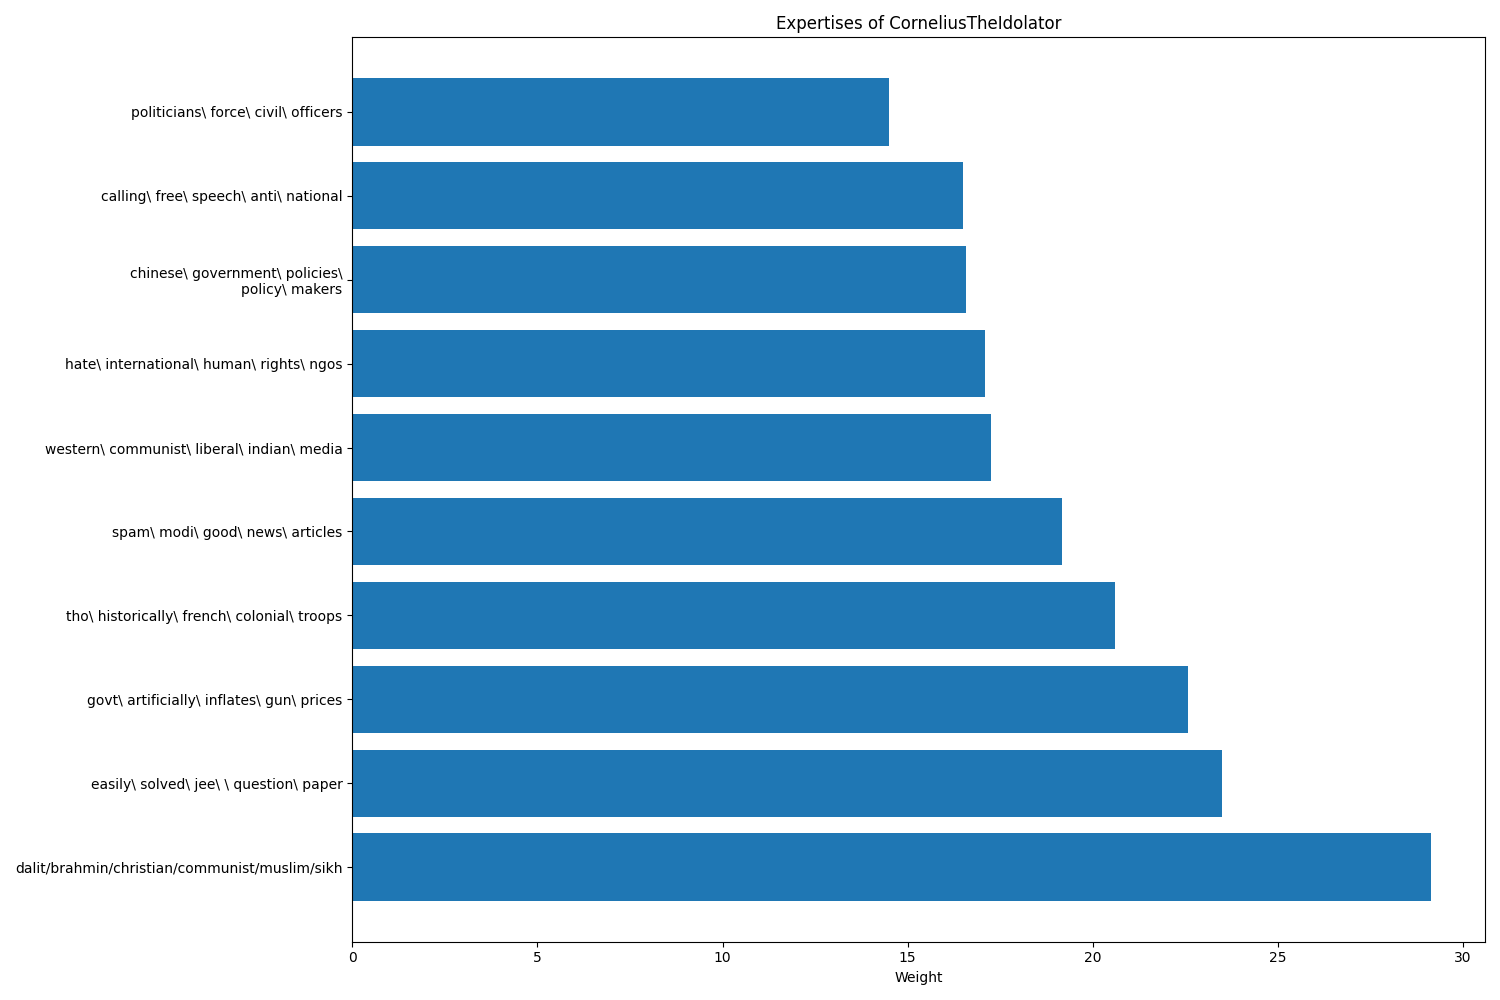 Expertises of CorneliusTheIdolator
politicians\ force\ civil\ officers
calling\ free\ speech\ anti\ national
chinese\ government\ policies\
policy\ makers
hate\ international\ human\ rights\ ngos
western\ communist\ liberal\ indian\ media
spam\ modi\ good\ news\ articles
tho\ historically\ french\ colonial\ troops
govt\ artificially\ inflates\ gun\ prices
easily\ solved\ jee\ \ question\ paper
dalit/brahmin/christian/communist/muslim/sikh
0 5 10 15 20 25 30
Weight